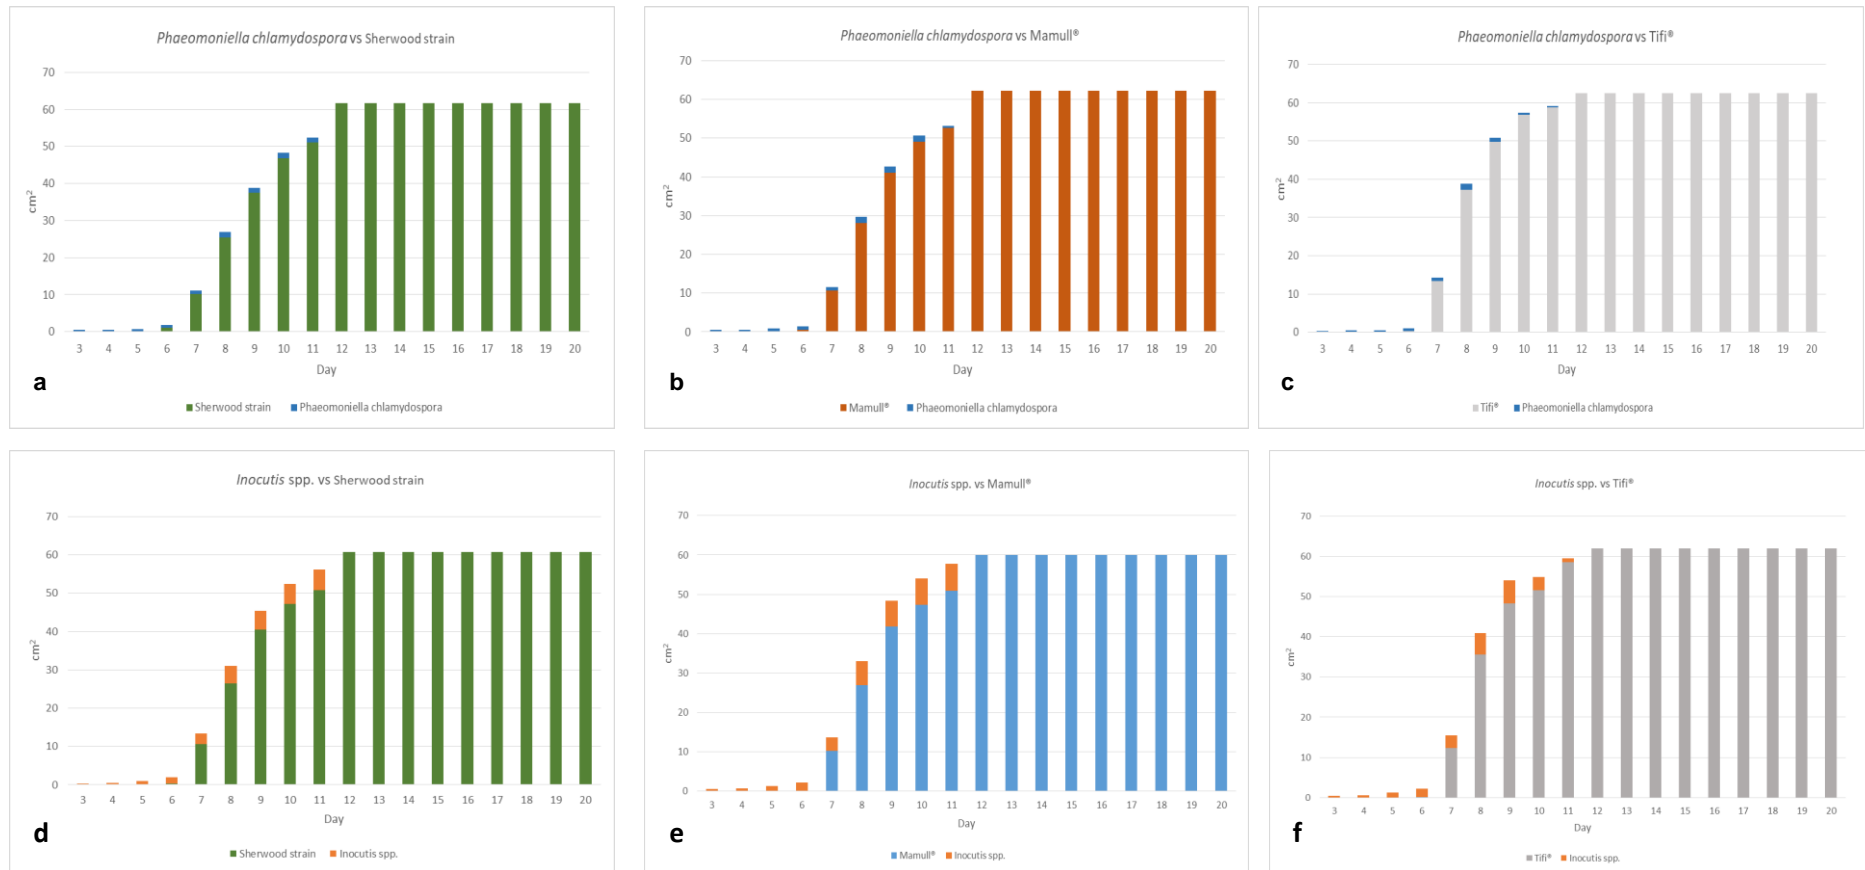 Phaeomoniella chlamydospora vs Sherwood strain
70
60
50
40
30
20
10
0
cm²
3 4 5 6 7 8 9 10 11 12 13 14 15 16 17 18 19 20
Day
a
Sherwood strain Phaeomoniella chlamydospora
Phaeomoniella chlamydospora vs Mamull®
70
60
50
40
30
20
10
0
cm²
3 4 5 6 7 8 9 10 11 12 13 14 15 16 17 18 19 20
Day
b
Mamull® Phaeomoniella chlamydospora
Phaeomoniella chlamydospora vs Tifi®
70
60
50
40
30
20
10
0
cm²
3 4 5 6 7 8 9 10 11 12 13 14 15 16 17 18 19 20
Day
c
Tifi® Phaeomoniella chlamydospora
Inocutis spp. vs Sherwood strain
70
60
50
40
30
20
10
0
cm²
3 4 5 6 7 8 9 10 11 12 13 14 15 16 17 18 19 20
Day
d
Sherwood strain Inocutis spp.
Inocutis spp. vs Mamull®
70
60
50
40
30
20
10
0
cm²
3 4 5 6 7 8 9 10 11 12 13 14 15 16 17 18 19 20
Day
e
Mamull® Inocutis spp.
Inocutis spp. vs Tifi®
70
60
50
40
30
20
10
0
cm²
3 4 5 6 7 8 9 10 11 12 13 14 15 16 17 18 19 20
Day
f
Tifi® Inocutis spp.